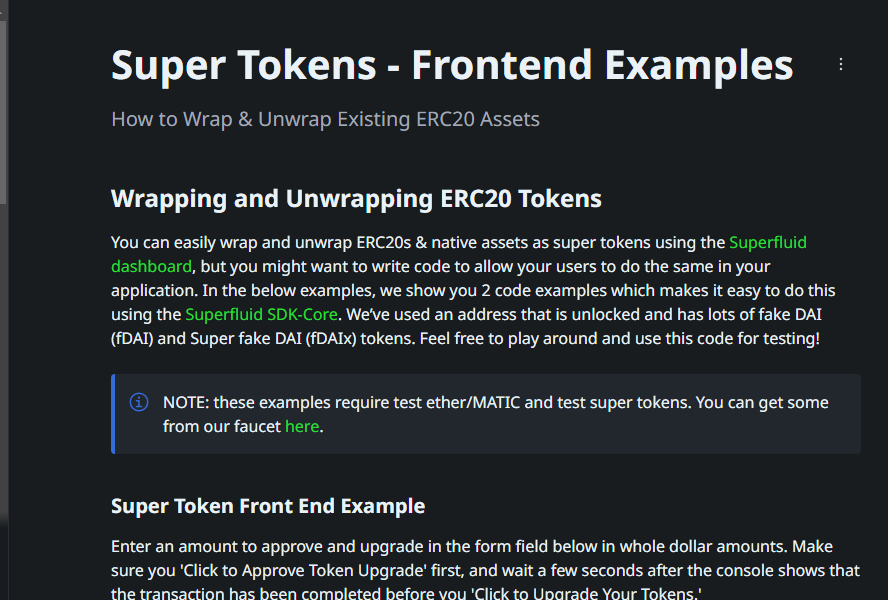 Super Tokens - Frontend Examples
How to Wrap & Unwrap Existing ERC20 Assets
Wrapping and Unwrapping ERC20 Tokens
You can easily wrap and unwrap ERC20s & native assets as super tokens using the Superfluid
dashboard, but you might want to write code to allow your users to do the same in your
application. In the below examples, we show you 2 code examples which makes it easy to do this
using the Superfluid SDK-Core. We’ve used an address that is unlocked and has lots of fake DAI
(fDAI) and Super fake DAI (fDAIx) tokens. Feel free to play around and use this code for testing!
NOTE: these examples require test ether/MATIC and test super tokens. You can get some
from our faucet here.
Super Token Front End Example
Enter an amount to approve and upgrade in the form field below in whole dollar amounts. Make
sure you 'Click to Approve Token Upgrade' first, and wait a few seconds after the console shows that
the transaction has been completed before you 'Click to Upgrade Your Tokens.'